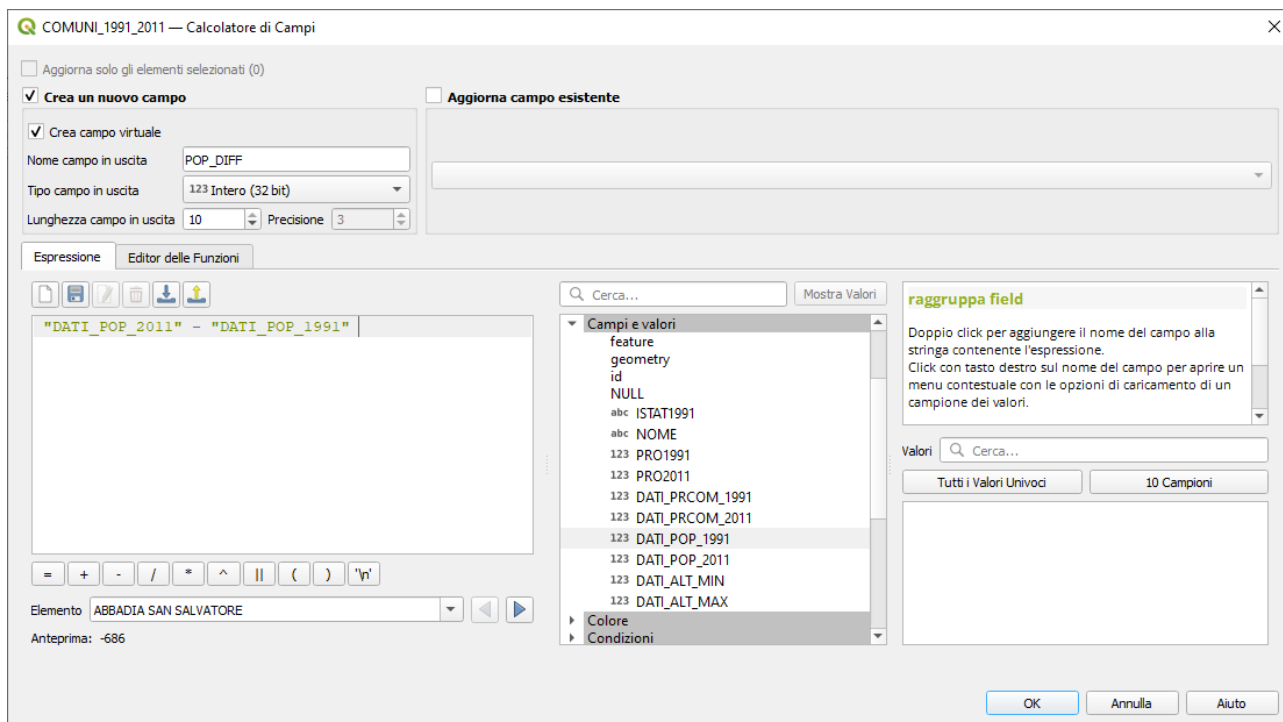 COMUNI_1991_2011 — Calcolatore di Campi
Aggiorna solo gli elementi selezionati (0)
Crea un nuovo campo
Aggiorna campo esistente
Crea campo virtuale
Nome campo in uscita POP_DIFF
Tipo campo in uscita 123 Intero (32 bit)
Lunghezza campo in uscita 10 Precisione 3
Espressione Editor delle Funzioni
"DATI_POP_2011" - "DATI_POP_1991"
= + - / * ^ || ( ) '\n'
Elemento ABBADIA SAN SALVATORE
Anteprima: -686
Cerca... Mostra Valori
Campi e valori
feature
geometry
id
NULL
abc ISTAT1991
abc NOME
123 PRO1991
123 PRO2011
123 DATI_PRCOM_1991
123 DATI_PRCOM_2011
123 DATI_POP_1991
123 DATI_POP_2011
123 DATI_ALT_MIN
123 DATI_ALT_MAX
Colore
Condizioni
raggruppa field
Doppio click per aggiungere il nome del campo alla
stringa contenente l'espressione.
Click con tasto destro sul nome del campo per aprire un
menu contestuale con le opzioni di caricamento di un
campione dei valori.
Valori Cerca...
Tutti i Valori Univoci 10 Campioni
OK Annulla Aiuto